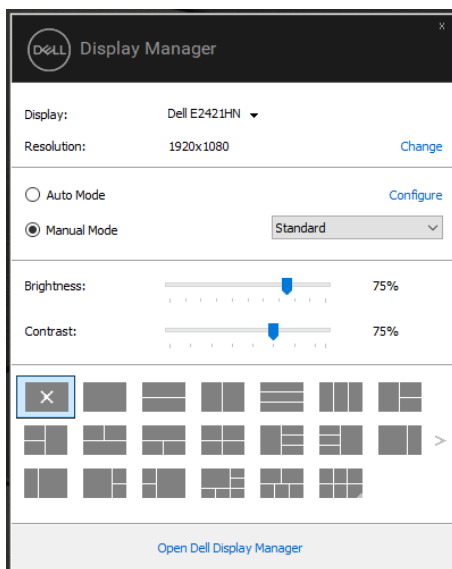 x
DELL Display Manager
Display: Dell E2421HN
Resolution: 1920x1080 Change
Auto Mode Configure
Manual Mode Standard
Brightness: 75%
Contrast: 75%
Open Dell Display Manager